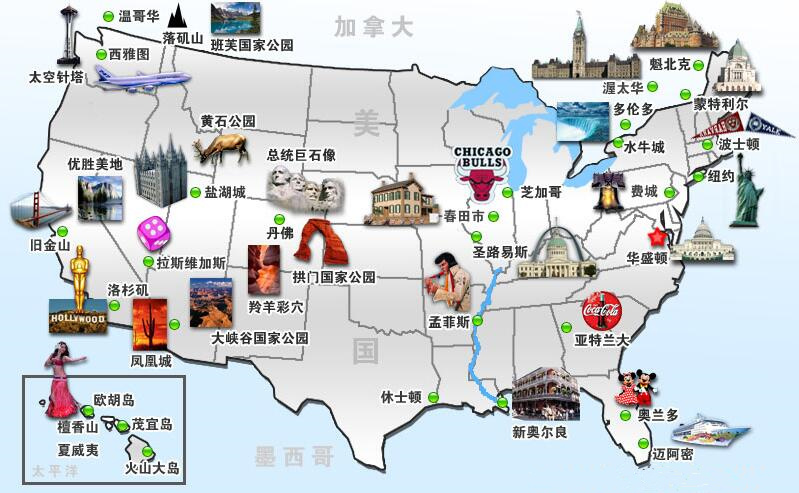 加拿大
温哥华
落矶山
班芙国家公园
西雅图
太空针塔
魁北克
渥太华
蒙特利尔
多伦多
水牛城
HARVARD
YALE
波士顿
纽约
费城
美
黄石公园
优胜美地
总统巨石像
盐湖城
CHICAGO
BULLS
芝加哥
春田市
旧金山
丹佛
圣路易斯
华盛顿
拉斯维加斯
拱门国家公园
洛杉矶
HOLLYWOOD
羚羊彩穴
孟菲斯
Coca-Cola
亚特兰大
大峡谷国家公园
凤凰城
国
休士顿
新奥尔良
奥兰多
迈阿密
欧胡岛
檀香山
茂宜岛
夏威夷
火山大岛
太平洋
墨西哥